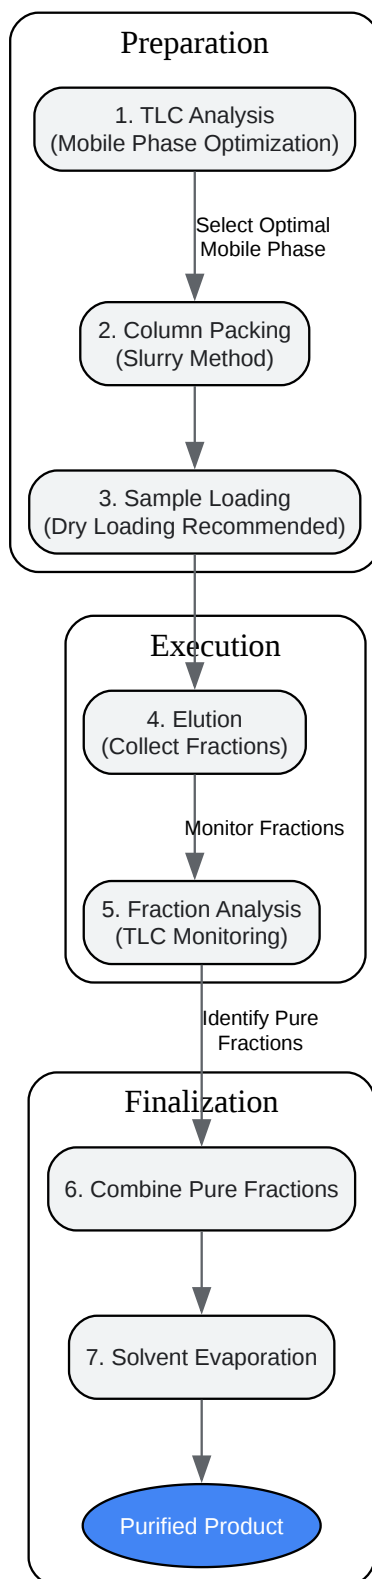 Preparation
1. TLC Analysis
(Mobile Phase Optimization)
Select Optimal
Mobile Phase
2. Column Packing
(Slurry Method)
3. Sample Loading
(Dry Loading Recommended)
Execution
4. Elution
(Collect Fractions)
Monitor Fractions
5. Fraction Analysis
(TLC Monitoring)
Identify Pure
Fractions
Finalization
6. Combine Pure Fractions
7. Solvent Evaporation
Purified Product